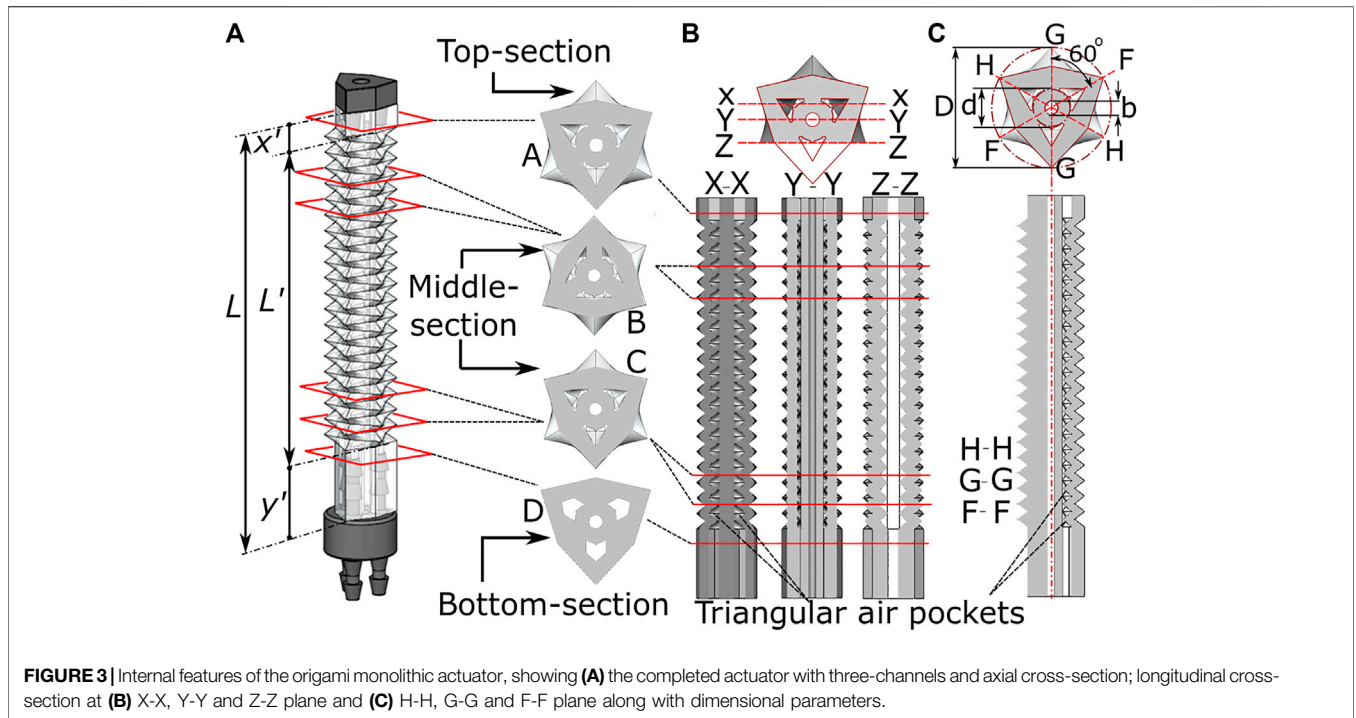 A
B
C
Top-section
A
x'
L
L'
y'
Middle-
section
B
C
D
Bottom-section
X X
Y Y
Z Z
X-X Y-Y Z-Z
Triangular air pockets
G
60°
H F
D d b
F H
G
H-H
G-G
F-F
FIGURE 3 | Internal features of the origami monolithic actuator, showing (A) the completed actuator with three-channels and axial cross-section; longitudinal cross-
section at (B) X-X, Y-Y and Z-Z plane and (C) H-H, G-G and F-F plane along with dimensional parameters.